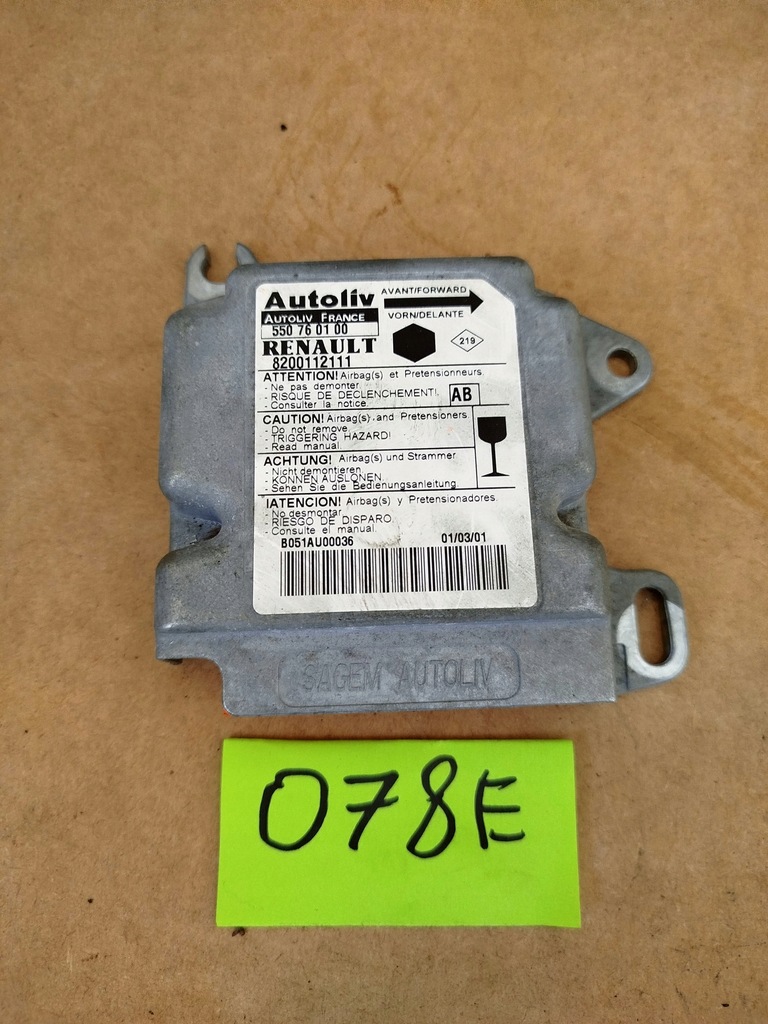 Autoliv
AVANT/FORWARD
AUTOLIV FRANCE
VORN/DELANTE
550 76 01 00
RENAULT
219
8200112111
ATTENTION! Airbag(s) et Pretensionneurs.
- Ne pas demonter.
- RISQUE DE DECLENCHEMENT!.
- Consulter la notice.
AB
CAUTION! Airbag(s) and Pretensioners
- Do not remove.
- TRIGGERING HAZARD!
- Read manual.
ACHTUNG! Airbag(s) und Strammer
- Nicht demontieren.
- KONNEN AUSLONEN.
- Sehen Sie die Bedienungsanleitung.
!ATENCION! Airbag(s) y Pretensionadores.
- No desmontar.
- RIESGO DE DISPARO.
- Consulte el manual.
B051AU00036 01/03/01
SAGEM AUTOLIV
078E